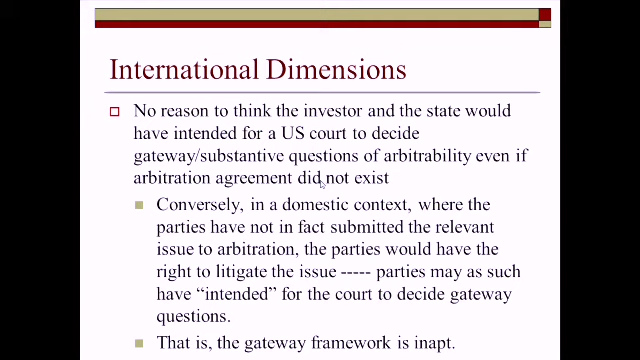 International Dimensions
No reason to think the investor and the state would
have intended for a US court to decide
gateway/substantive questions of arbitrability even if
arbitration agreement did not exist
Conversely, in a domestic context, where the
parties have not in fact submitted the relevant
issue to arbitration, the parties would have the
right to litigate the issue ----- parties may as such
have “intended” for the court to decide gateway
questions.
That is, the gateway framework is inapt.